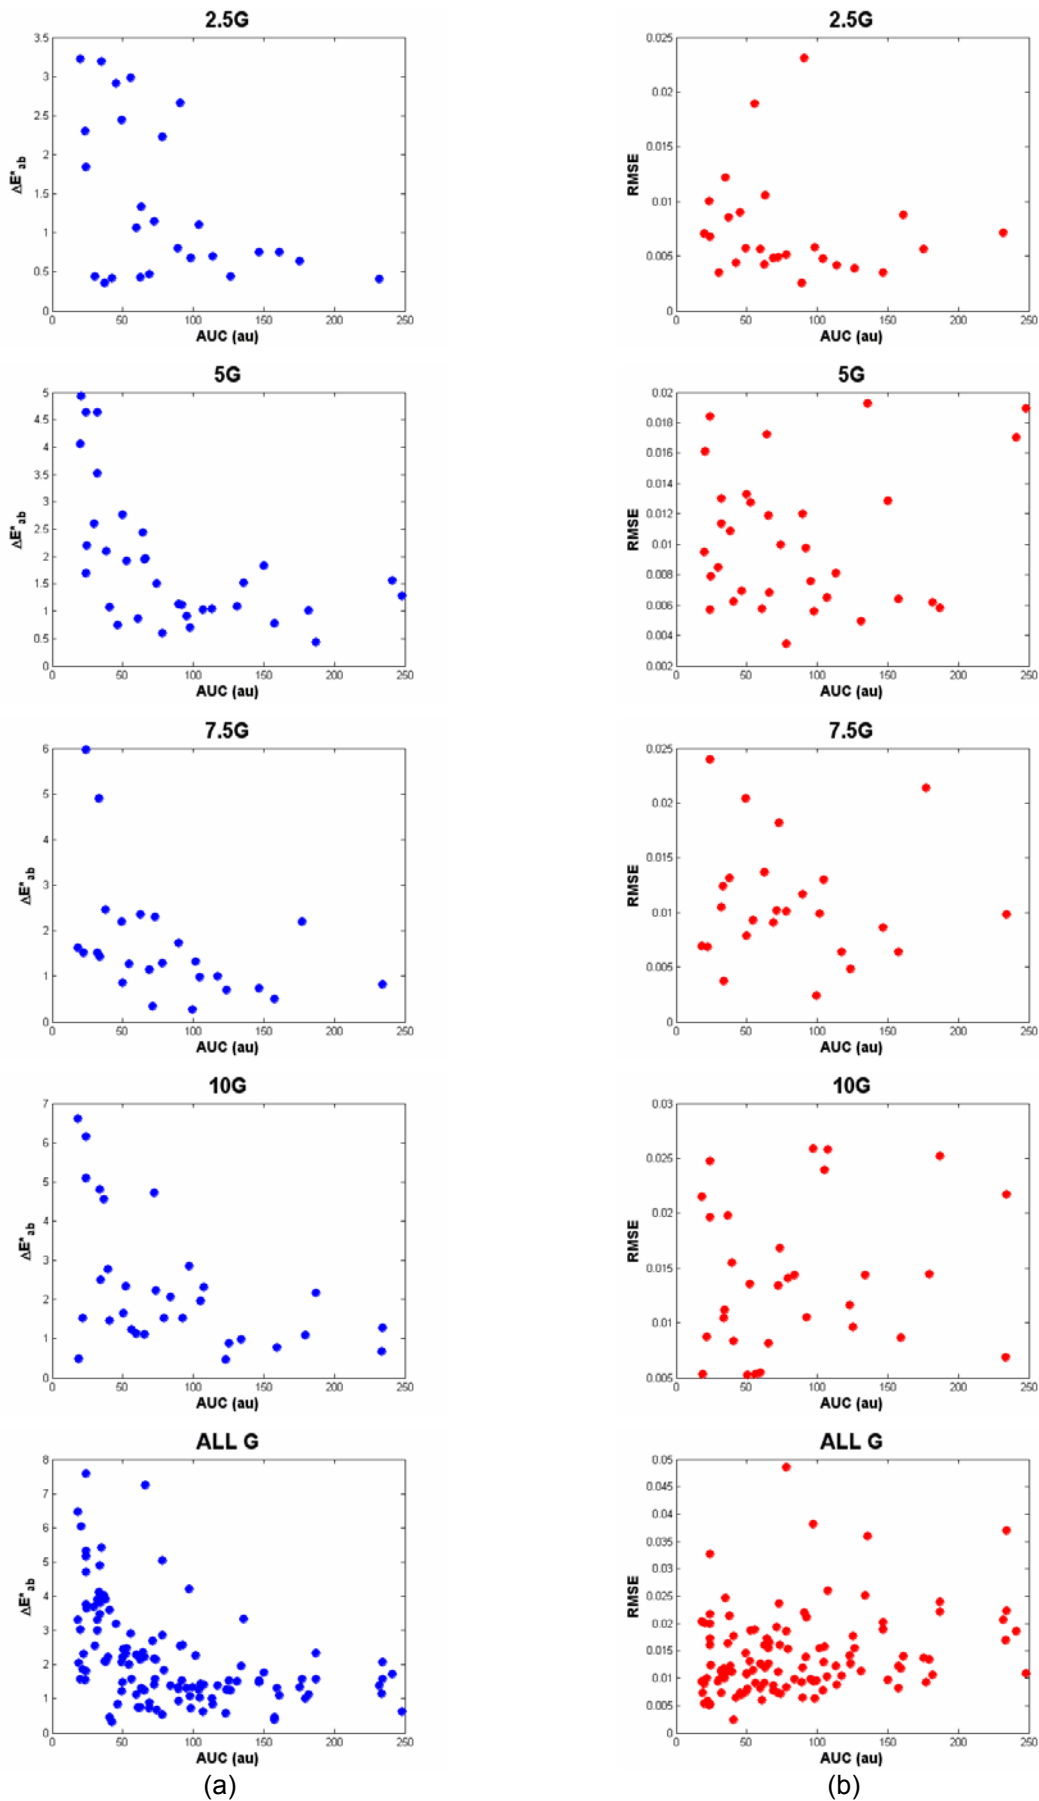 2.5G
3.5
3
2.5
2
1.5
1
0.5
0
ΔE*ab
0 50 100 150 200 250
AUC (au)
2.5G
0.025
0.02
0.015
0.01
0.005
0
RMSE
0 50 100 150 200 250
AUC (au)
5G
5
4.5
4
3.5
3
2.5
2
1.5
1
0.5
0
ΔE*ab
0 50 100 150 200 250
AUC (au)
5G
0.02
0.018
0.016
0.014
0.012
0.01
0.008
0.006
0.004
0.002
RMSE
0 50 100 150 200 250
AUC (au)
7.5G
6
5
4
3
2
1
0
ΔE*ab
0 50 100 150 200 250
AUC (au)
7.5G
0.025
0.02
0.015
0.01
0.005
0
RMSE
0 50 100 150 200 250
AUC (au)
10G
7
6
5
4
3
2
1
0
ΔE*ab
0 50 100 150 200 250
AUC (au)
10G
0.03
0.025
0.02
0.015
0.01
0.005
RMSE
0 50 100 150 200 250
AUC (au)
ALL G
8
7
6
5
4
3
2
1
0
ΔE*ab
0 50 100 150 200 250
AUC (au)
(a)
ALL G
0.05
0.045
0.04
0.035
0.03
0.025
0.02
0.015
0.01
0.005
0
RMSE
0 50 100 150 200 250
AUC (au)
(b)